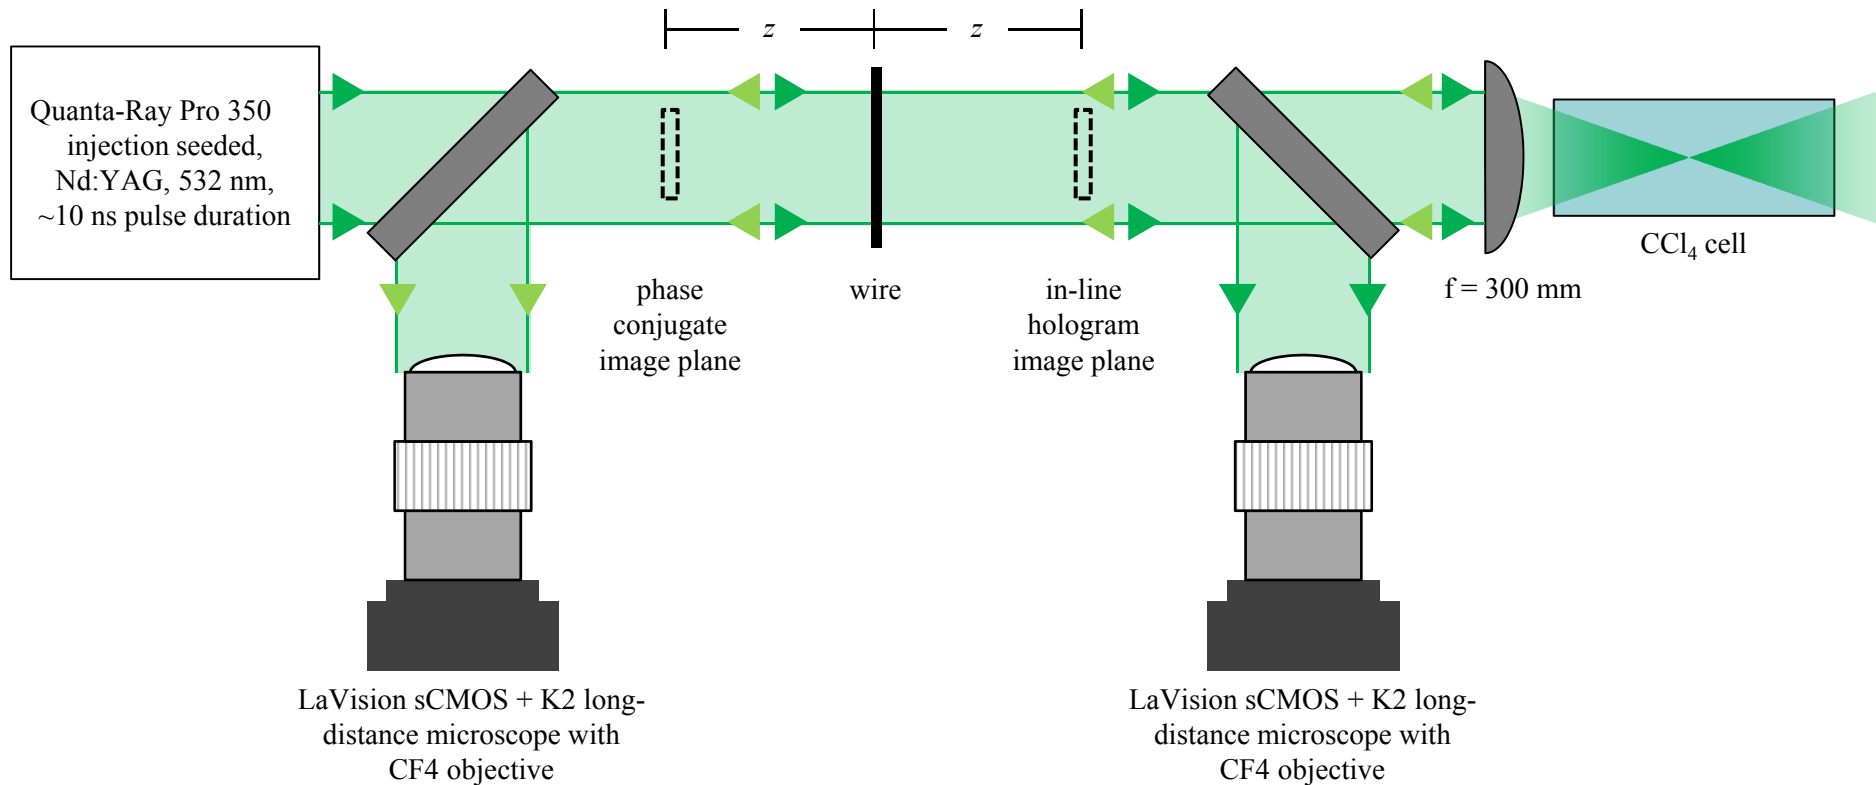 z
z
Quanta-Ray Pro 350
injection seeded,
Nd:YAG, 532 nm,
~10 ns pulse duration
phase
conjugate
image plane
wire
in-line
hologram
image plane
f = 300 mm
CCl₄ cell
LaVision sCMOS + K2 long-
distance microscope with
CF4 objective
LaVision sCMOS + K2 long-
distance microscope with
CF4 objective